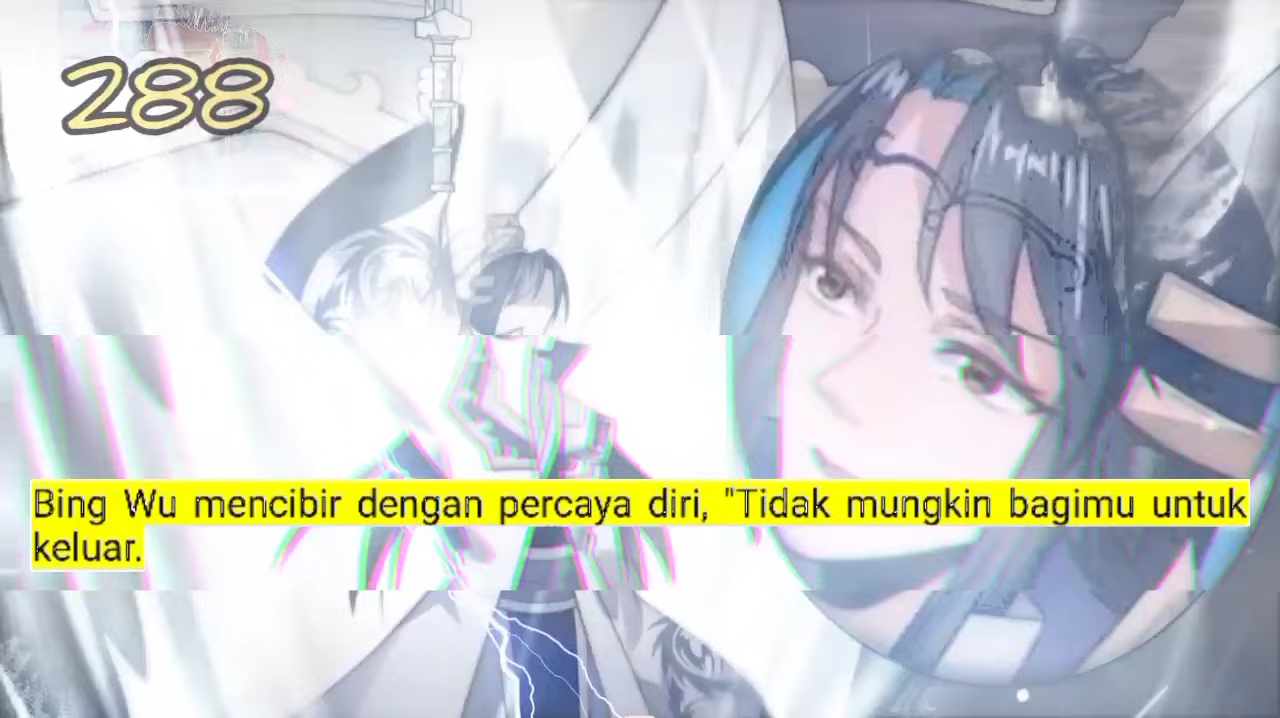 288
Bing Wu mencibir dengan percaya diri, "Tidak mungkin bagimu untuk
keluar.